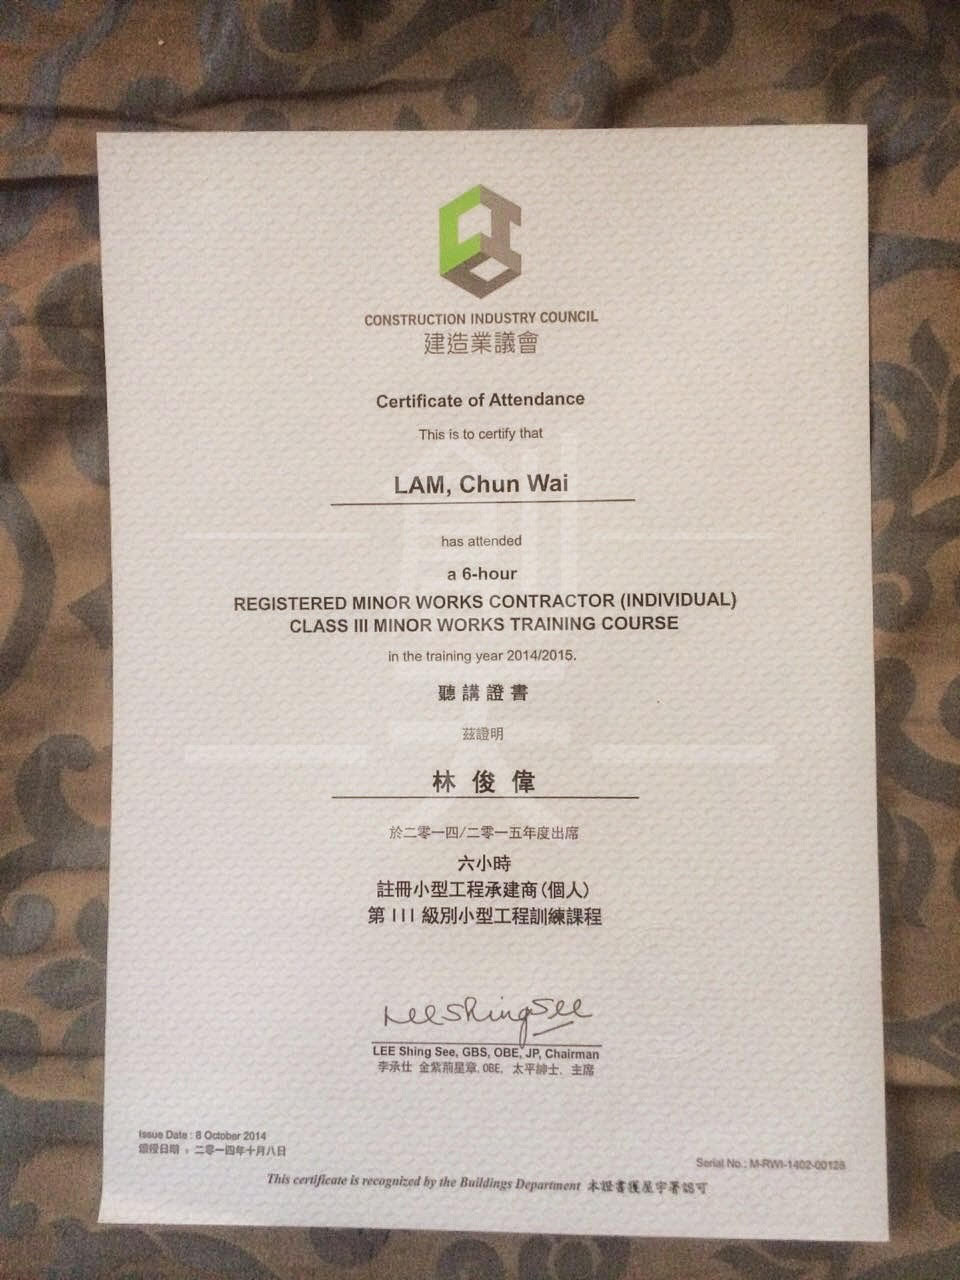 CONSTRUCTION INDUSTRY COUNCIL
建造業議會
Certificate of Attendance
This is to certify that
LAM, Chun Wai
has attended
a 6-hour
REGISTERED MINOR WORKS CONTRACTOR (INDIVIDUAL)
CLASS III MINOR WORKS TRAINING COURSE
in the training year 2014/2015.
聽講證書
茲證明
林俊偉
於二零一四/二零一五年度出席
六小時
註冊小型工程承建商(個人)
第III級別小型工程訓練課程
Lee Shing See
LEE Shing See, GBS, OBE, JP, Chairman
李承仕 金紫荊星章, OBE, 太平紳士, 主席
Issue Date : 8 October 2014
頒授日期 : 二零一四年十月八日
Serial No.: M-RWI-1402-00128
This certificate is recognized by the Buildings Department 本證書獲屋宇署認可